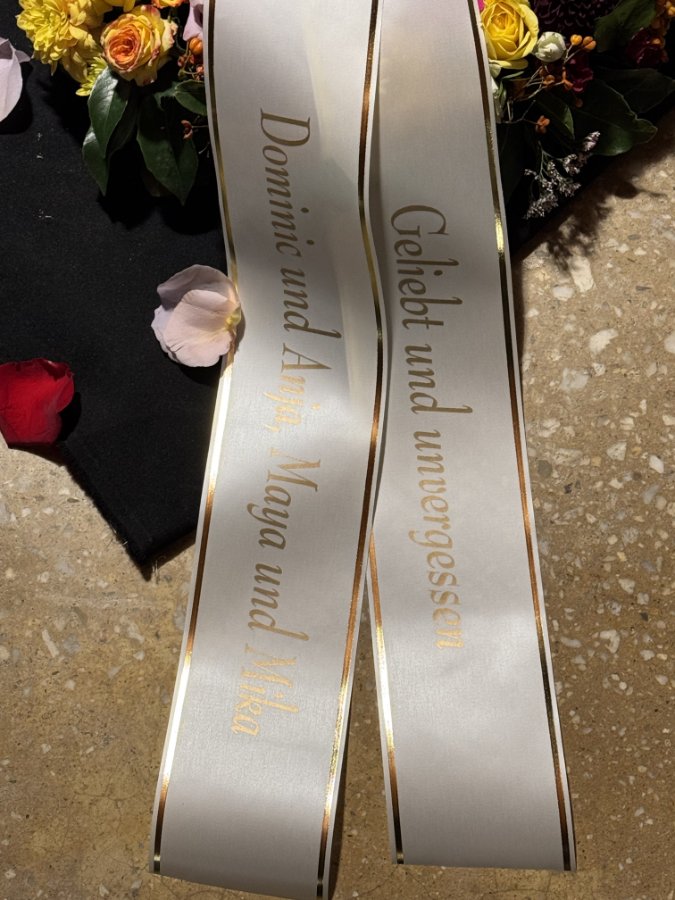 Geliebt und unvergessen
Dominic und Anja, Maya und Mika